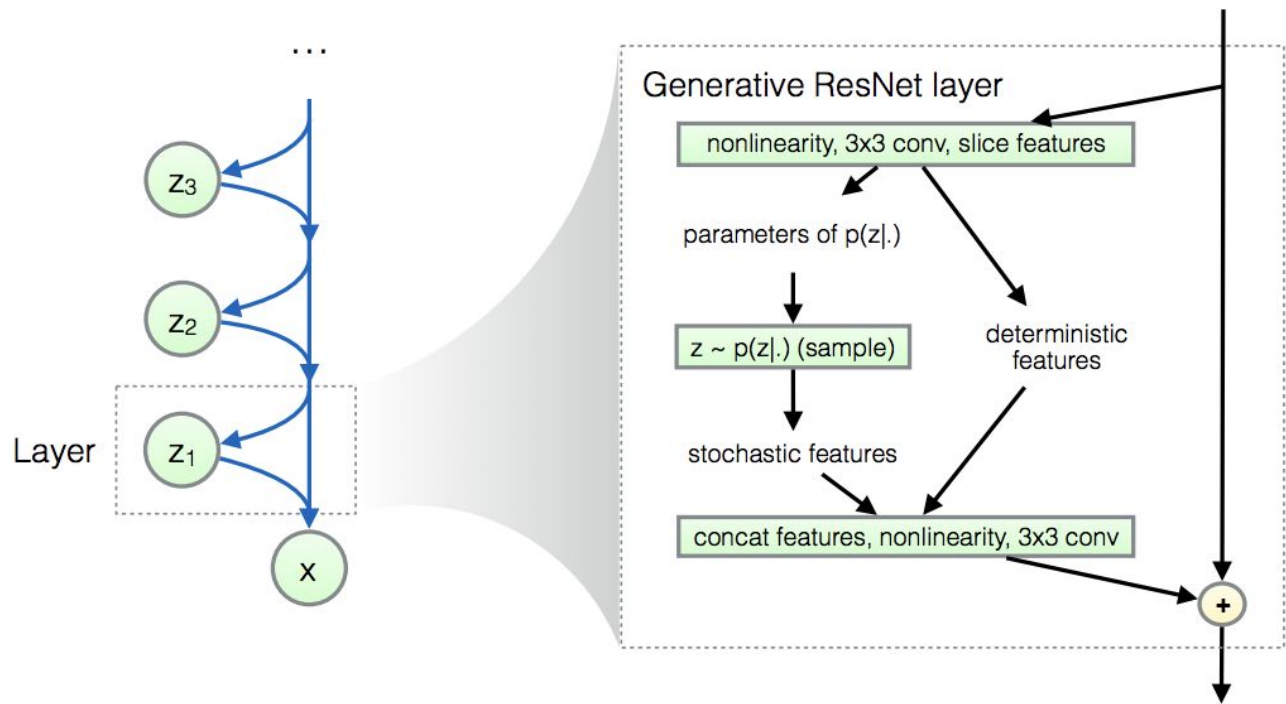 ...
z₃
z₂
Layer
z₁
x
Generative ResNet layer
nonlinearity, 3x3 conv, slice features
parameters of p(z|.)
z ~ p(z|.) (sample)
deterministic
features
stochastic features
concat features, nonlinearity, 3x3 conv
+